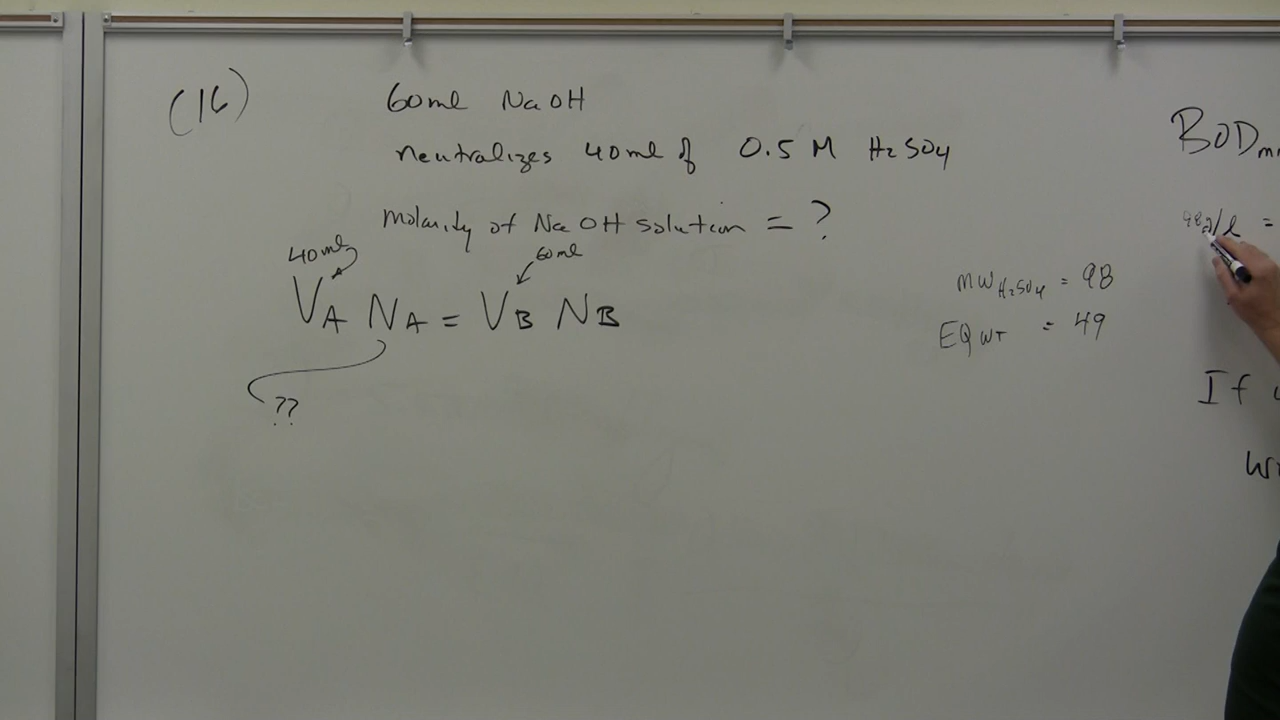 (16)
60ml NaOH
neutralizes 40ml of 0.5 M H2SO4
Molarity of NaOH solution = ?
40ml
60ml
VA NA = VB NB
??
MW H2SO4 = 98
EQ WT = 49
BOD
g/l =
If